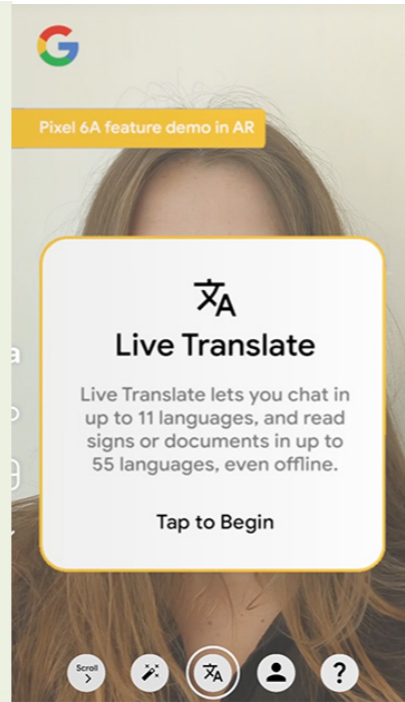 Pixel 6A feature demo in AR
Live Translate
Live Translate lets you chat in
up to 11 languages, and read
signs or documents in up to
55 languages, even offline.
Tap to Begin
Scroll
?